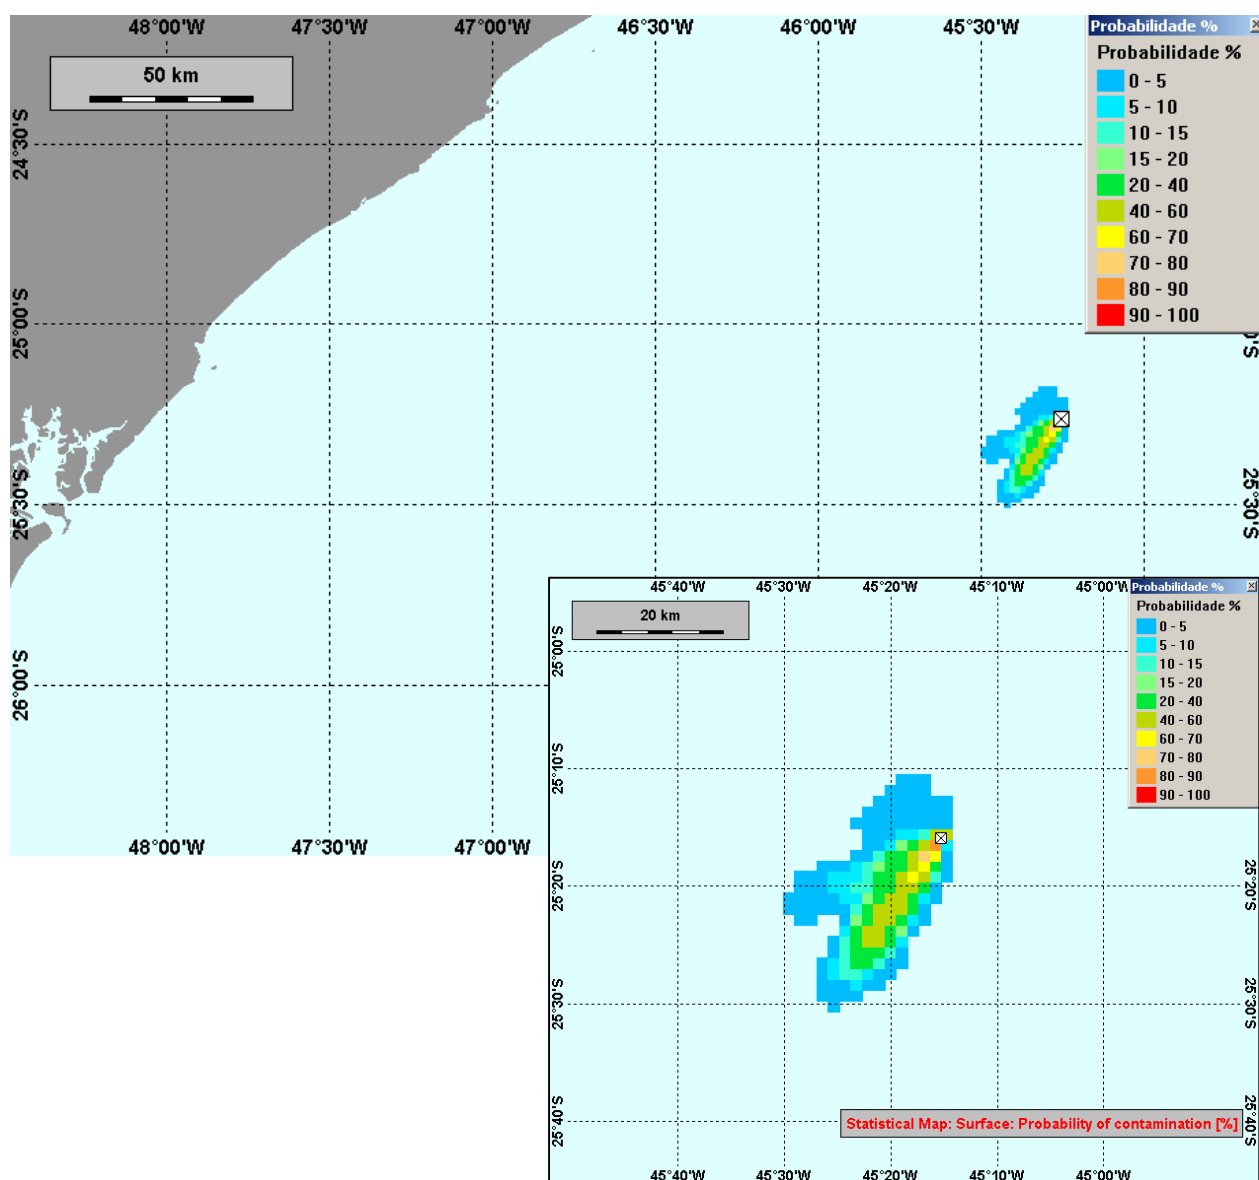 48°00'W 47°30'W 47°00'W 46°30'W 46°00'W 45°30'W
Probabilidade %
Probabilidade %
0 - 5
5 - 10
10 - 15
15 - 20
20 - 40
40 - 60
60 - 70
70 - 80
80 - 90
90 - 100
50 km
24°30'S
25°00'S
25°30'S
25°30'S
26°00'S
48°00'W 47°30'W 47°00'W
45°40'W 45°30'W 45°20'W 45°10'W 45°00'W
Probabilidade %
Probabilidade %
0 - 5
5 - 10
10 - 15
15 - 20
20 - 40
40 - 60
60 - 70
70 - 80
80 - 90
90 - 100
20 km
25°00'S
25°10'S
25°20'S
25°20'S
25°30'S
25°30'S
25°40'S
25°40'S
Statistical Map: Surface: Probability of contamination [%]
45°40'W 45°30'W 45°20'W 45°10'W 45°00'W